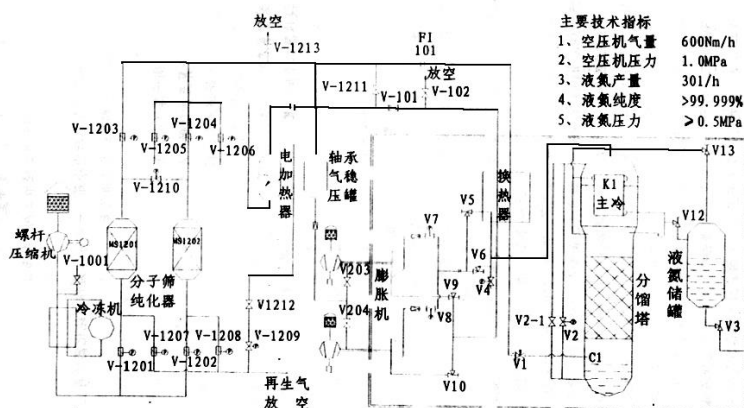 放空
V-1213
FI
101
主要技术指标
1、空压机气量 600Nm/h
2、空压机压力 1.0MPa
3、液氮产量 301/h
4、液氮纯度 >99.999%
5、液氮压力 ≥0.5MPa
放空
V-1211
V-101
V-102
V-1203
V-1204
V-1205
V-1206
V-1210
电加热器
轴承气稳压罐
换热器
K1
主冷
V13
V12
液氮储罐
V3
螺杆
压缩机
V-1001
MS1201
MS1202
分子筛
纯化器
冷冻机
V-1207
V-1208
V-1201
V-1202
V1212
V-1209
再生气
放空
V203
V204
膨胀机
V7
V5
V6
V4
V9
V8
V10
V1
V2-1
V2
C1
分馏塔